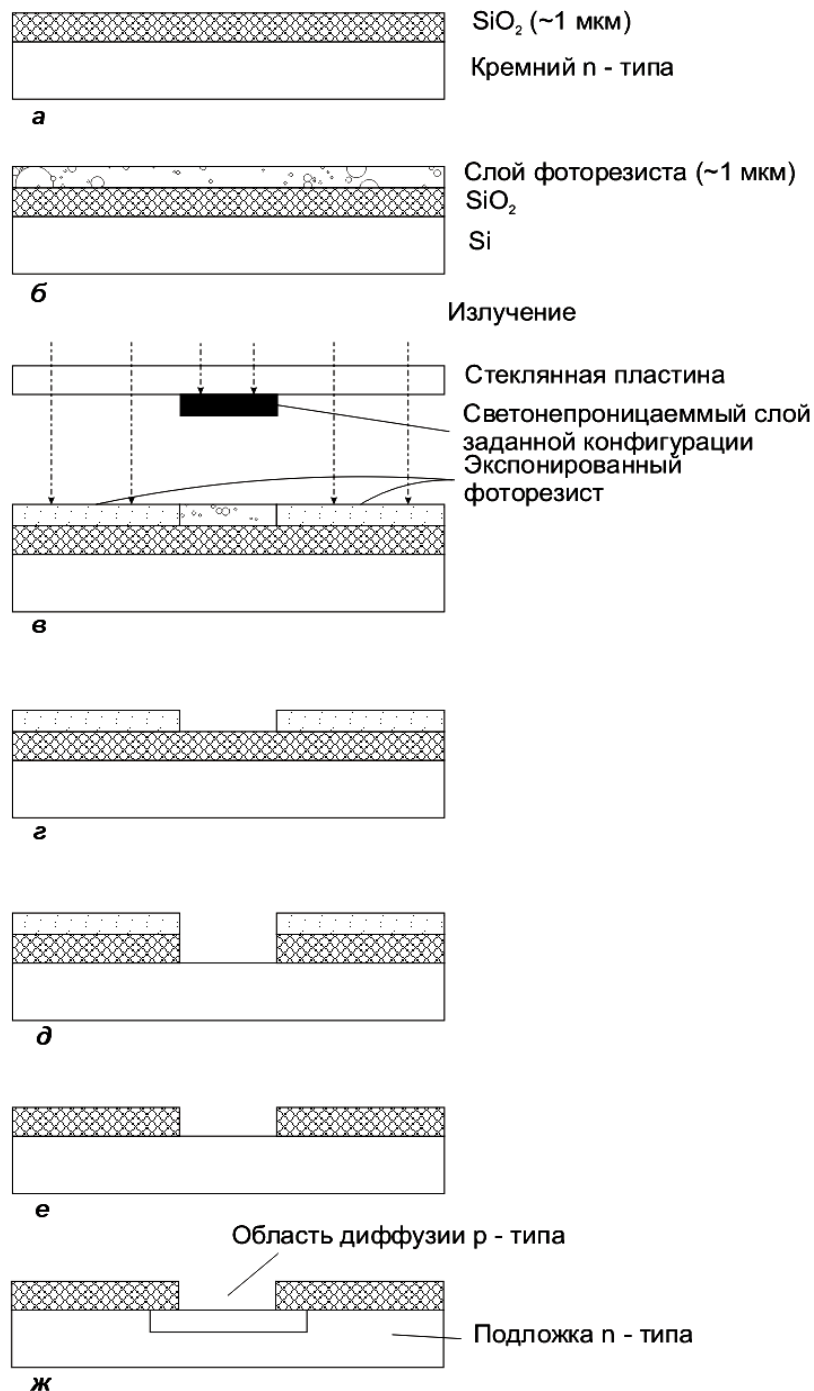 SiO₂ (~1 мкм)
Кремний n - типа
а
Слой фоторезиста (~1 мкм)
SiO₂
Si
б
Излучение
Стеклянная пластина
Светонепроницаеммый слой
заданной конфигурации
Экспонированный
фоторезист
в
г
д
е
Область диффузии р - типа
Подложка n - типа
ж